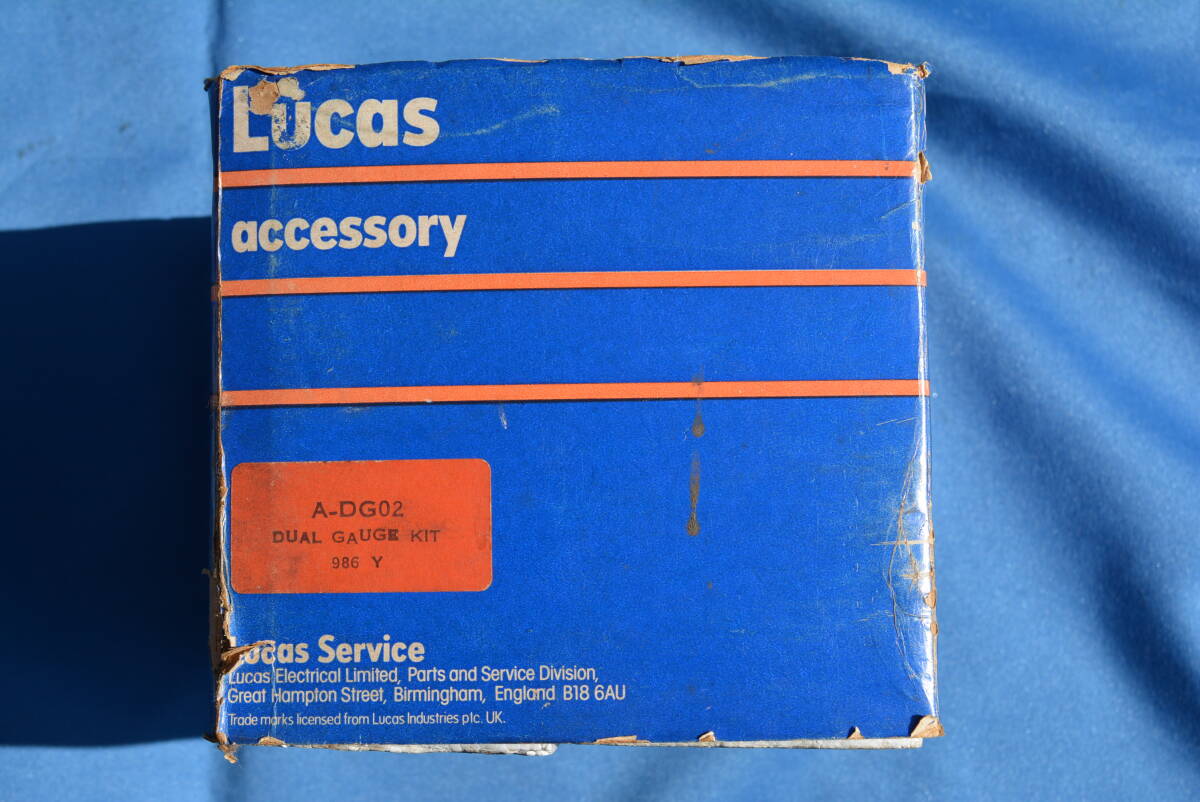 Lucas
accessory
A-DG02
DUAL GAUGE KIT
986 Y
Lucas Service
Lucas Electrical Limited, Parts and Service Division,
Great Hampton Street, Birmingham, England B18 6AU
Trade marks licensed from Lucas Industries plc. UK.